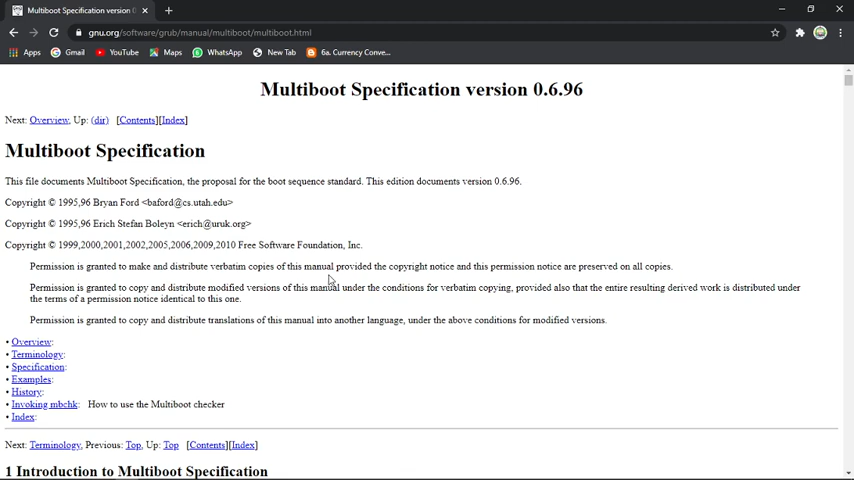 Multiboot Specification version 0
gnu.org/software/grub/manual/multiboot/multiboot.html
Apps Gmail YouTube Maps WhatsApp New Tab 6a. Currency Conve...
Multiboot Specification version 0.6.96
Next: Overview, Up: (dir) [Contents][Index]
Multiboot Specification
This file documents Multiboot Specification, the proposal for the boot sequence standard. This edition documents version 0.6.96.
Copyright © 1995,96 Bryan Ford <baford@cs.utah.edu>
Copyright © 1995,96 Erich Stefan Boleyn <erich@uruk.org>
Copyright © 1999,2000,2001,2002,2005,2006,2009,2010 Free Software Foundation, Inc.
Permission is granted to make and distribute verbatim copies of this manual provided the copyright notice and this permission notice are preserved on all copies.
Permission is granted to copy and distribute modified versions of this manual under the conditions for verbatim copying, provided also that the entire resulting derived work is distributed under
the terms of a permission notice identical to this one.
Permission is granted to copy and distribute translations of this manual into another language, under the above conditions for modified versions.
• Overview:
• Terminology:
• Specification:
• Examples:
• History:
• Invoking mbchk: How to use the Multiboot checker
• Index:
Next: Terminology, Previous: Top, Up: Top [Contents][Index]
1 Introduction to Multiboot Specification